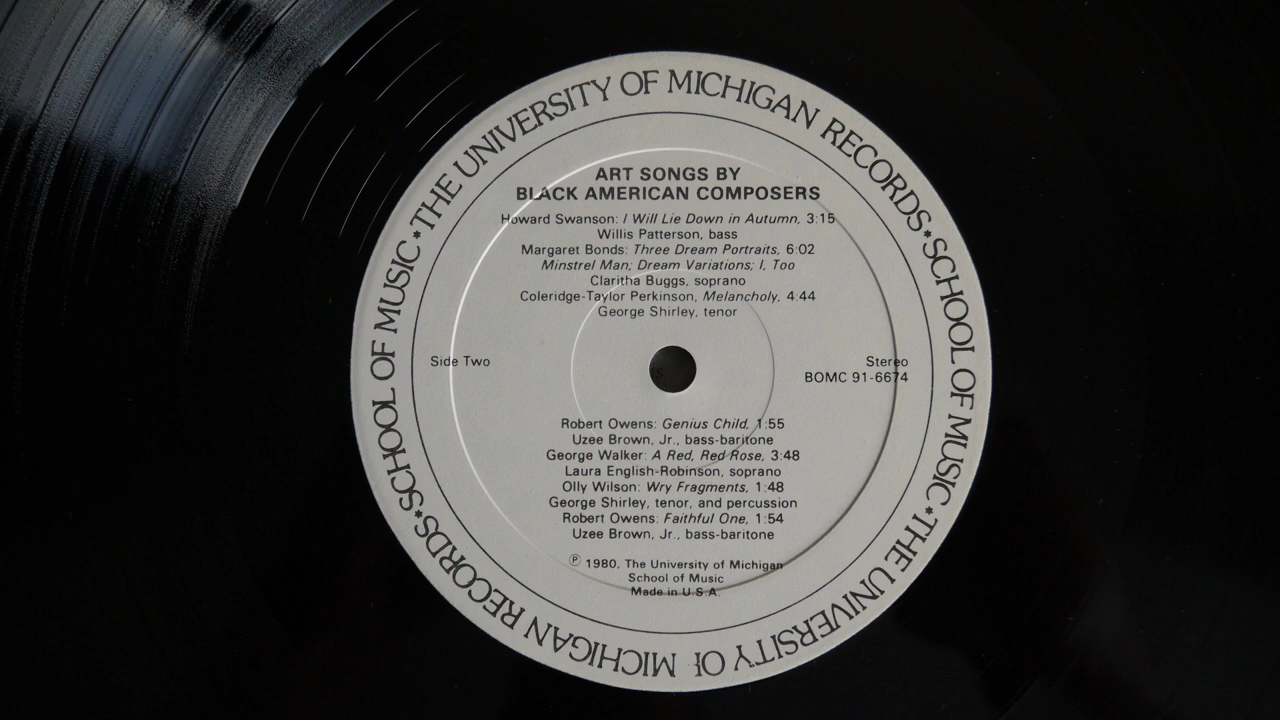 THE UNIVERSITY OF MICHIGAN RECORDS * SCHOOL OF MUSIC * THE UNIVERSITY OF MICHIGAN RECORDS * SCHOOL OF MUSIC *
ART SONGS BY
BLACK AMERICAN COMPOSERS
Howard Swanson: I Will Lie Down in Autumn, 3:15
Willis Patterson, bass
Margaret Bonds: Three Dream Portraits, 6:02
Minstrel Man; Dream Variations; I, Too
Claritha Buggs, soprano
Coleridge-Taylor Perkinson, Melancholy, 4:44
George Shirley, tenor
Side Two
Stereo
BOMC 91-6674
Robert Owens: Genius Child, 1:55
Uzee Brown, Jr., bass-baritone
George Walker: A Red, Red Rose, 3:48
Laura English-Robinson, soprano
Olly Wilson: Wry Fragments, 1:48
George Shirley, tenor, and percussion
Robert Owens: Faithful One, 1:54
Uzee Brown, Jr., bass-baritone
℗ 1980, The University of Michigan
School of Music
Made in U.S.A.